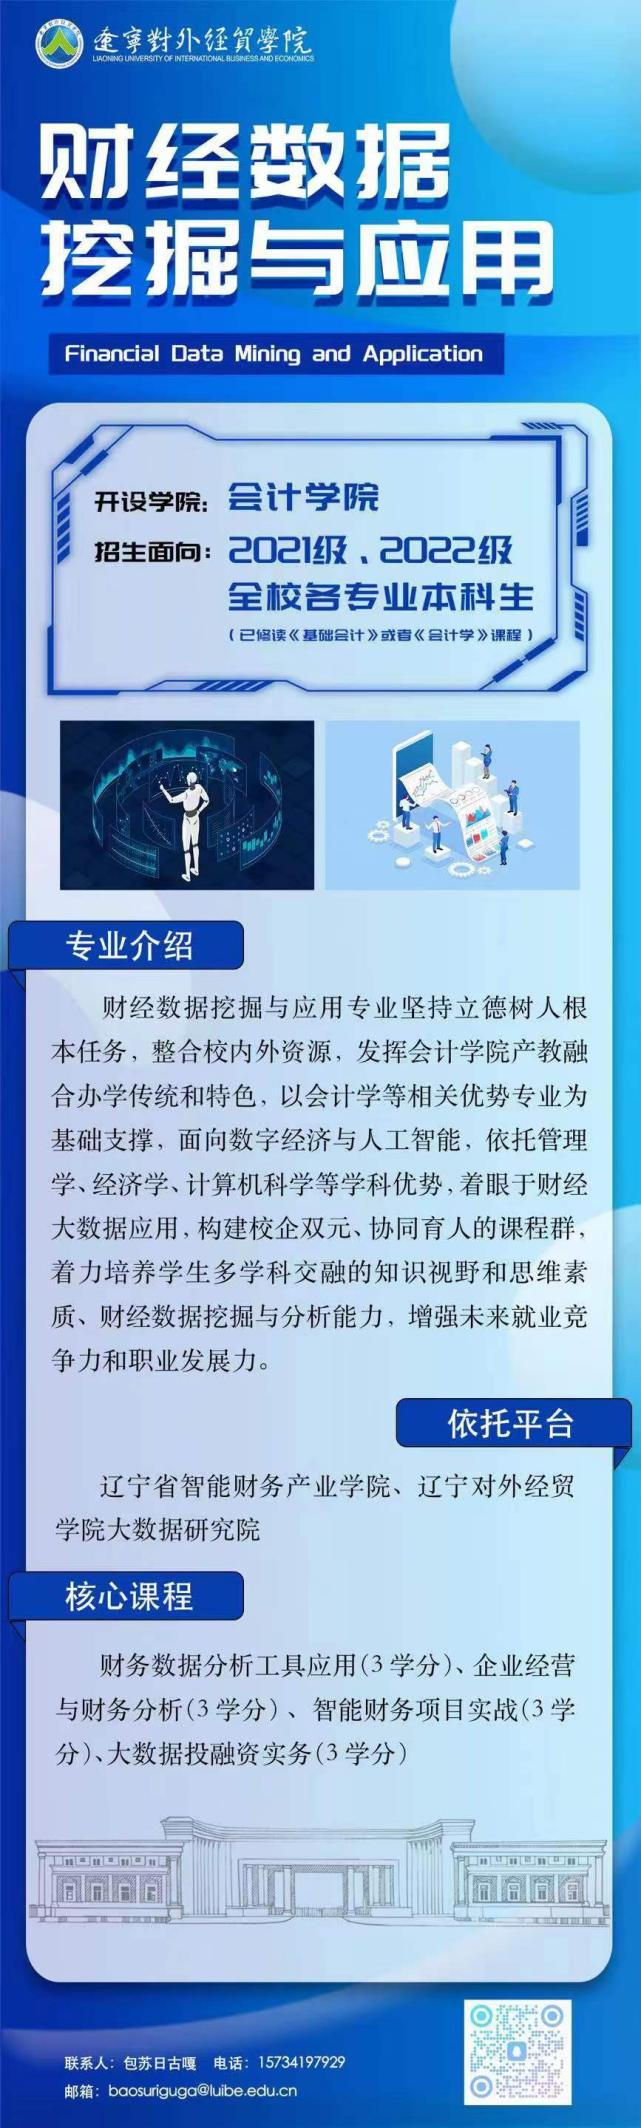 遼寧對外經貿學院
LIAONING UNIVERSITY OF INTERNATIONAL BUSINESS AND ECONOMICS
财经数据
挖掘与应用
Financial Data Mining and Application
开设学院：会计学院
招生面向：2021级、2022级
全校各专业本科生
（已修读《基础会计》或者《会计学》课程）
专业介绍
财经数据挖掘与应用专业坚持立德树人根
本任务，整合校内外资源，发挥会计学院产教融
合办学传统和特色，以会计学等相关优势专业为
基础支撑，面向数字经济与人工智能，依托管理
学、经济学、计算机科学等学科优势，着眼于财经
大数据应用，构建校企双元、协同育人的课程群，
着力培养学生多学科交融的知识视野和思维素
质、财经数据挖掘与分析能力，增强未来就业竞
争力和职业发展力。
依托平台
辽宁省智能财务产业学院、辽宁对外经贸
学院大数据研究院
核心课程
财务数据分析工具应用（3学分）、企业经营
与财务分析（3学分）、智能财务项目实战（3学
分）、大数据投融资实务（3学分）
联系人：包苏日古嘎 电话：15734197929
邮箱：baosuriguga@luibe.edu.cn